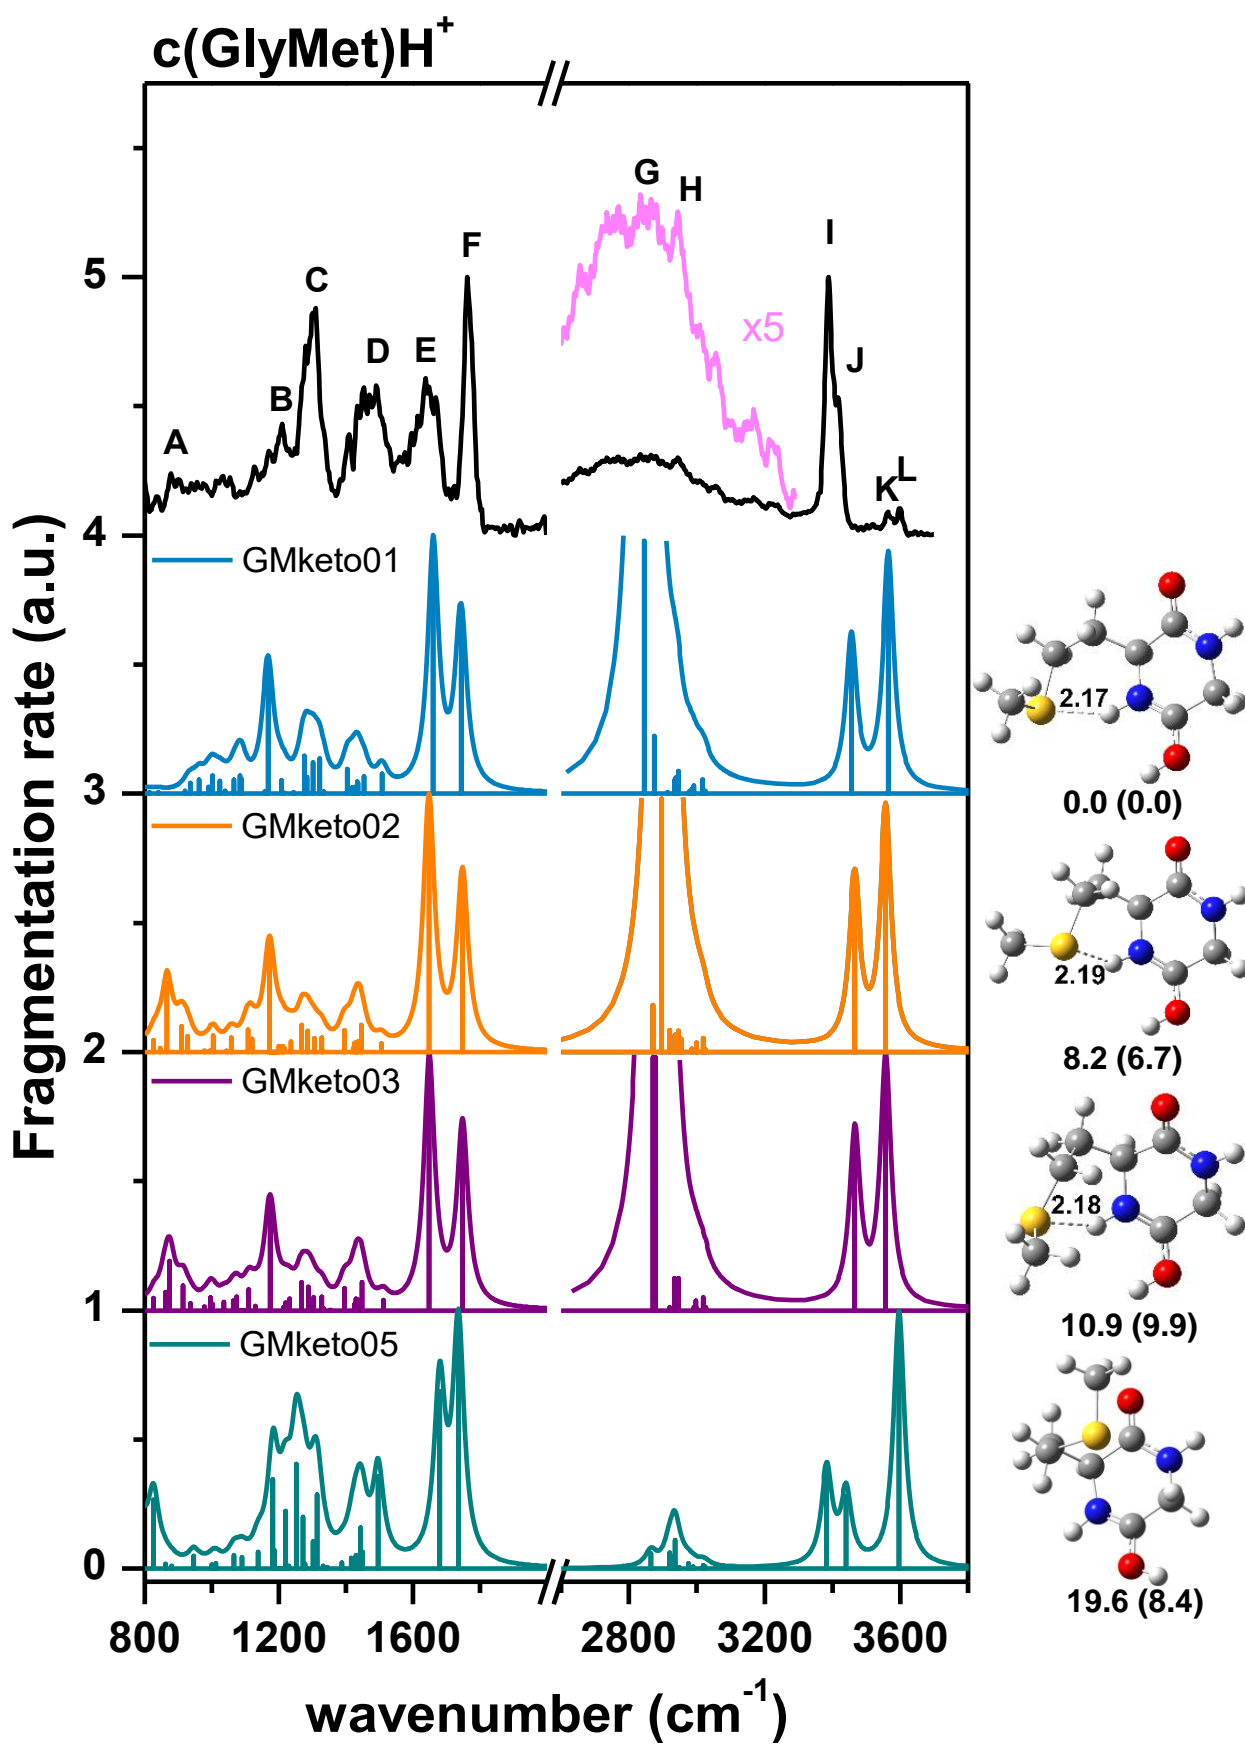 c(GlyMet)H+
G
H
I
F
5
C
x5
D
E
J
B
A
L
K
4
GMketo01
2.17
3
0.0 (0.0)
GMketo02
2.19
2
8.2 (6.7)
GMketo03
2.18
1
10.9 (9.9)
GMketo05
0
19.6 (8.4)
800 1200 1600 2800 3200 3600
wavenumber (cm-1)
Fragmentation rate (a.u.)